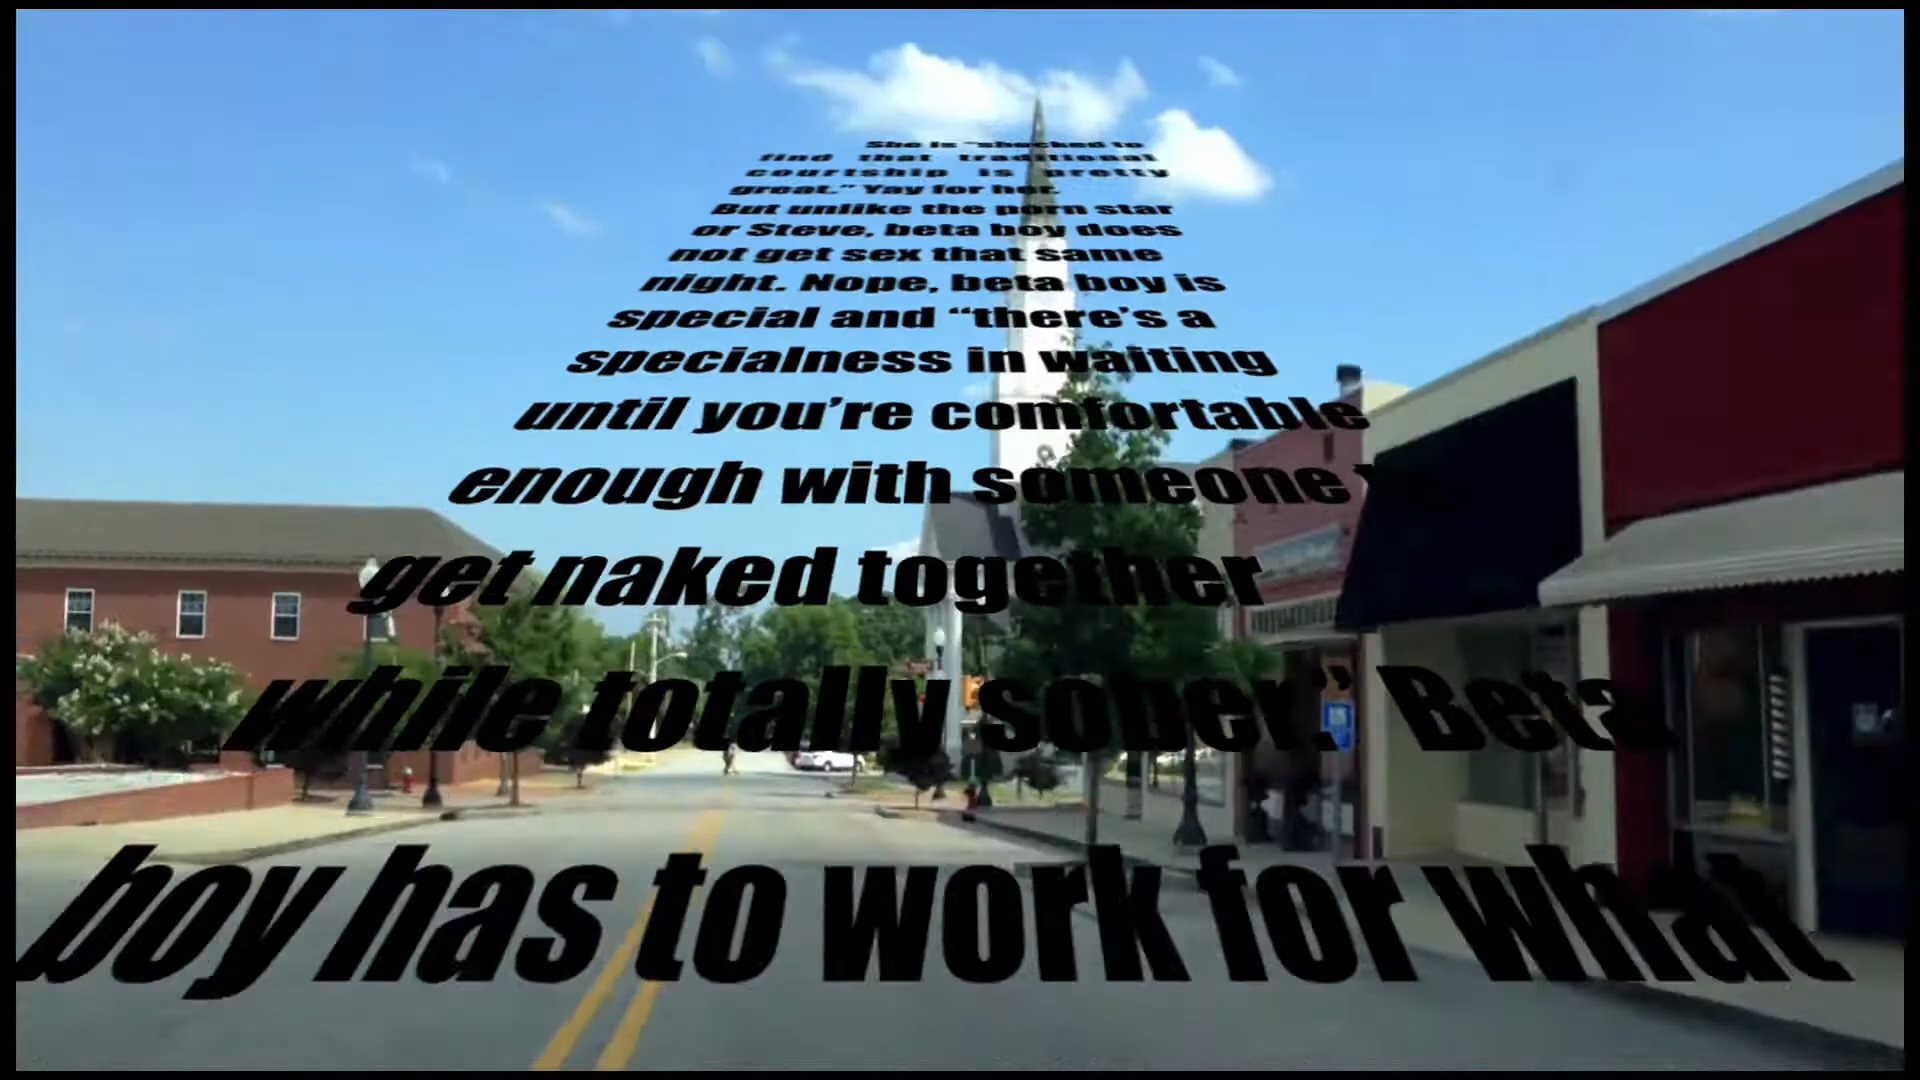 She is "shocked to
find that traditional
courtship is pretty
great." Yay for her.
But unlike the porn star
or Steve, beta boy does
not get sex that same
night. Nope, beta boy is
special and “there’s a
specialness in waiting
until you’re comfortable
enough with someone
get naked together
while totally sober.” Beta
boy has to work for what